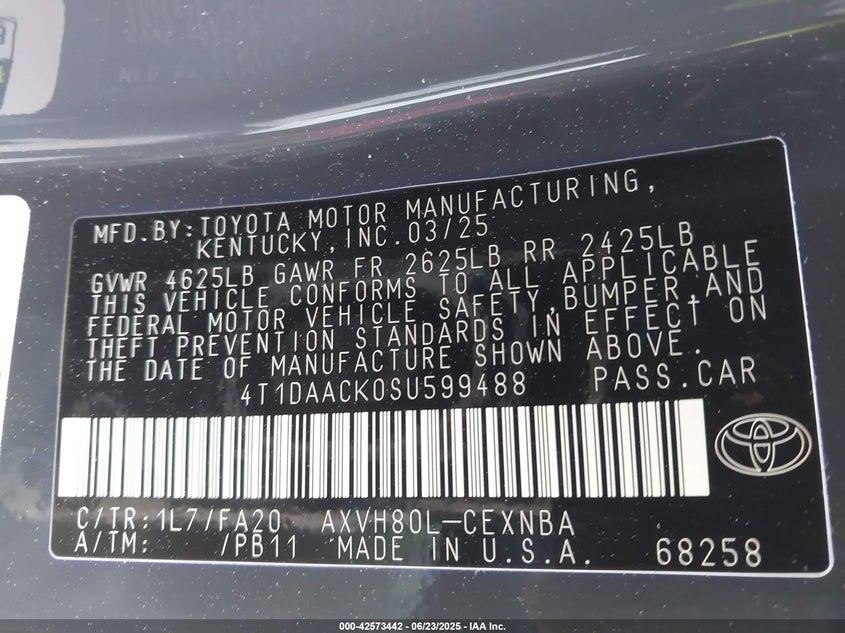 MFD.BY:TOYOTA MOTOR MANUFACTURING,
KENTUCKY,INC.03/25
GVWR 4625LB GAWR FR 2625LB RR 2425LB
THIS VEHICLE CONFORMS TO ALL APPLICABLE
FEDERAL MOTOR VEHICLE SAFETY,BUMPER,AND
THEFT PREVENTION STANDARDS IN EFFECT ON
THE DATE OF MANUFACTURE SHOWN ABOVE.
4T1DAACK0SU599488 PASS.CAR
C/TR:1L7/FA20 AXVH80L-CEXNBA
A/TM: /PB11 MADE IN U.S.A. 68258
000-42573442 - 06/23/2025 - IAA Inc.